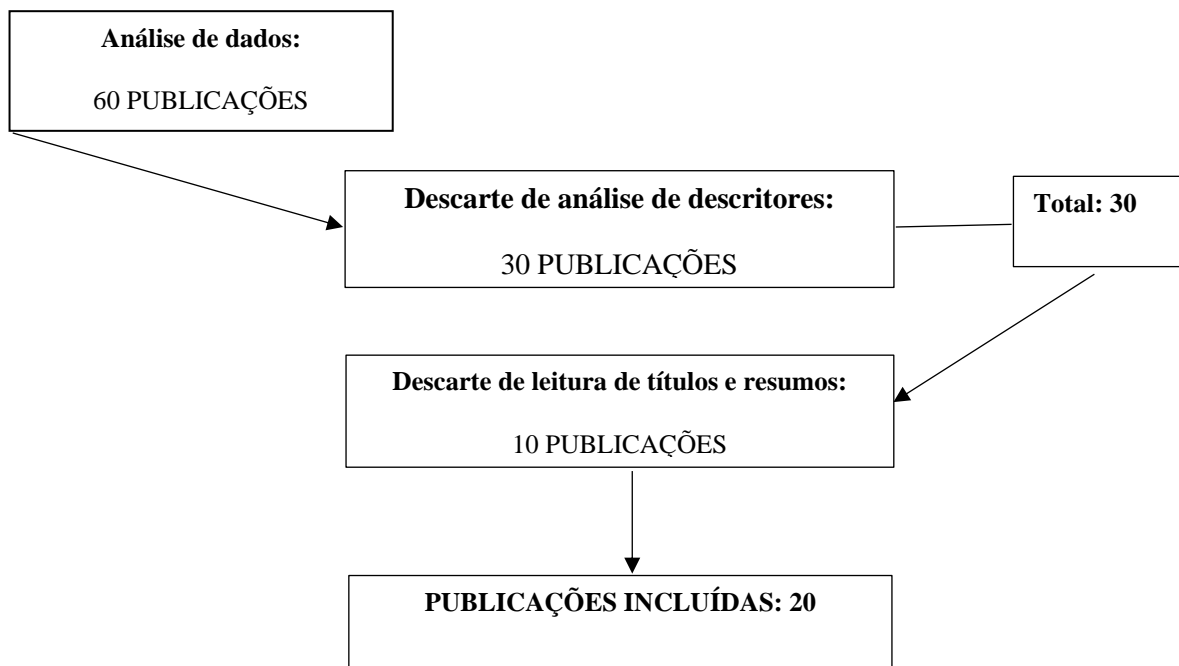 Análise de dados:
60 PUBLICAÇÕES
Descarte de análise de descritores:
30 PUBLICAÇÕES
Total: 30
Descarte de leitura de títulos e resumos:
10 PUBLICAÇÕES
PUBLICAÇÕES INCLUÍDAS: 20